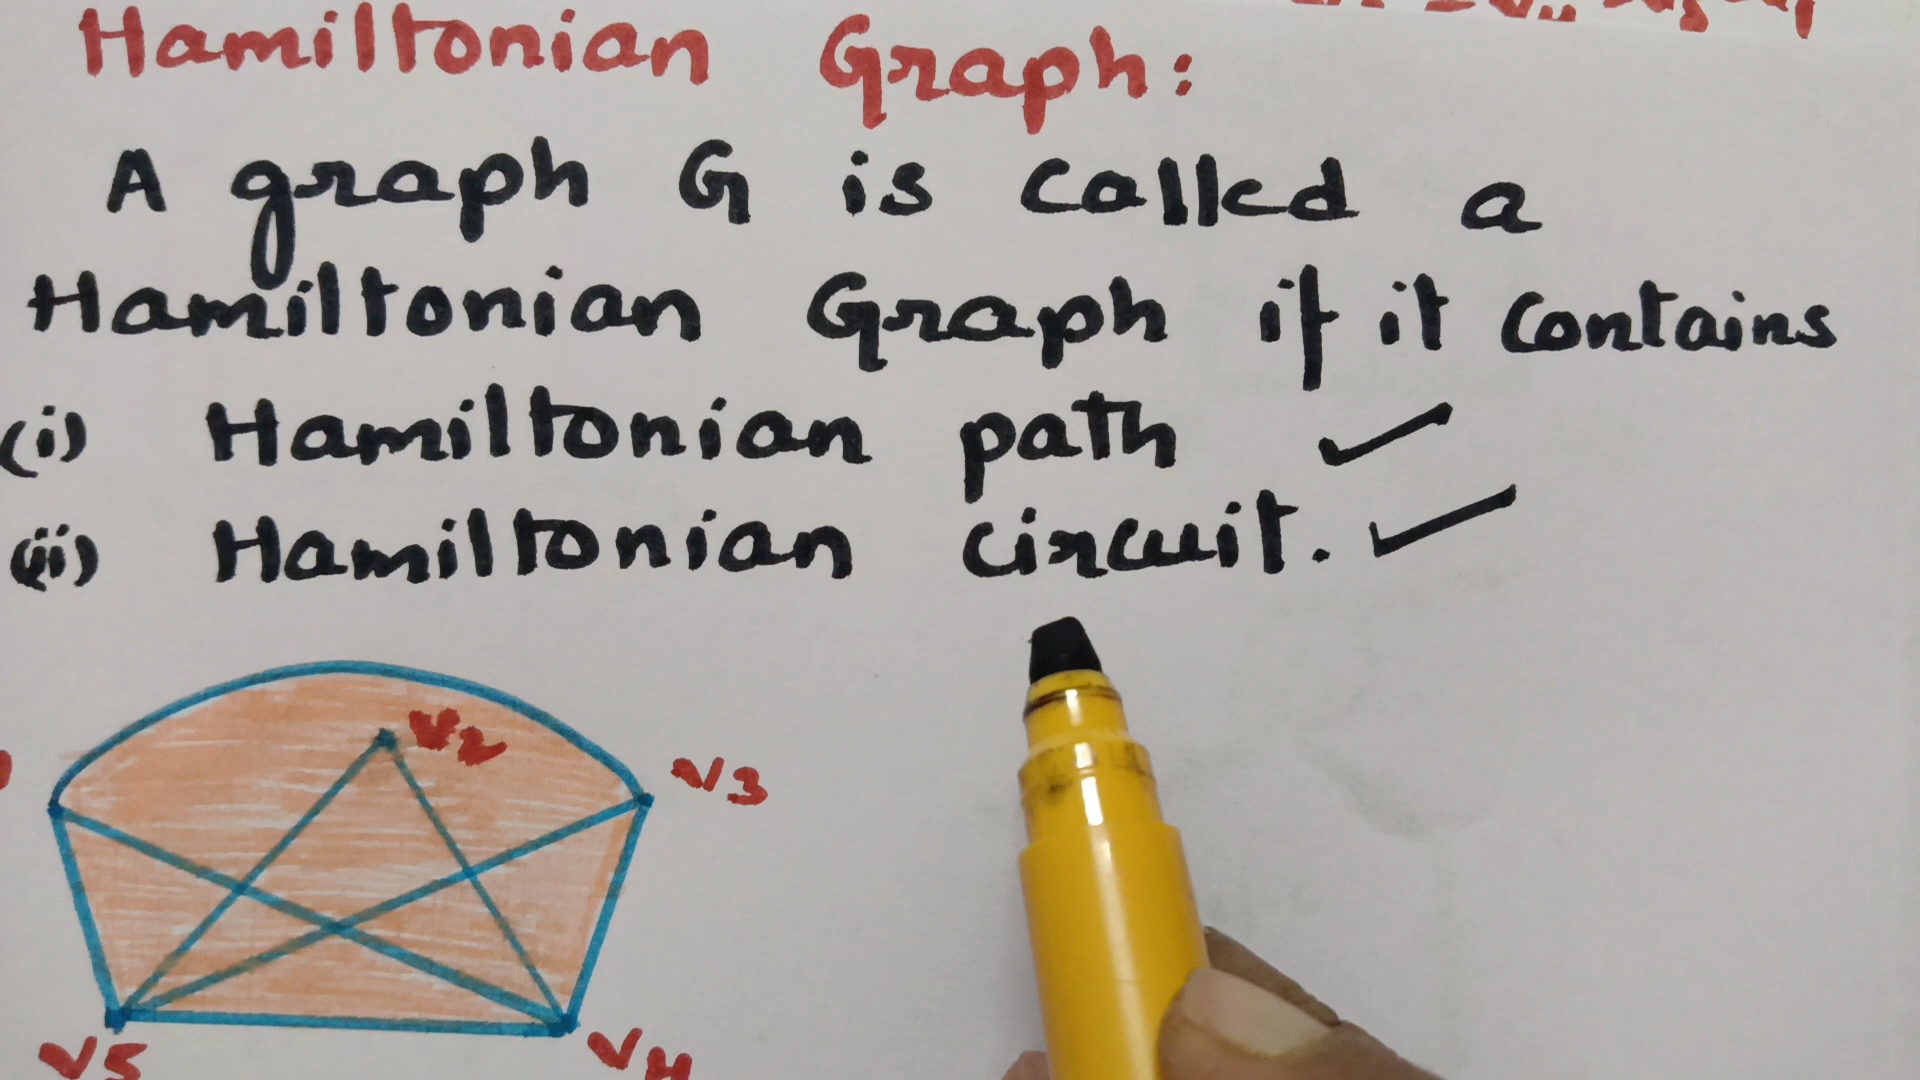 Hamiltonian Graph:
A graph G is called a
Hamiltonian Graph if it contains
(i) Hamiltonian path ✓
(ii) Hamiltonian circuit. ✓
v2
v3
v5
v4